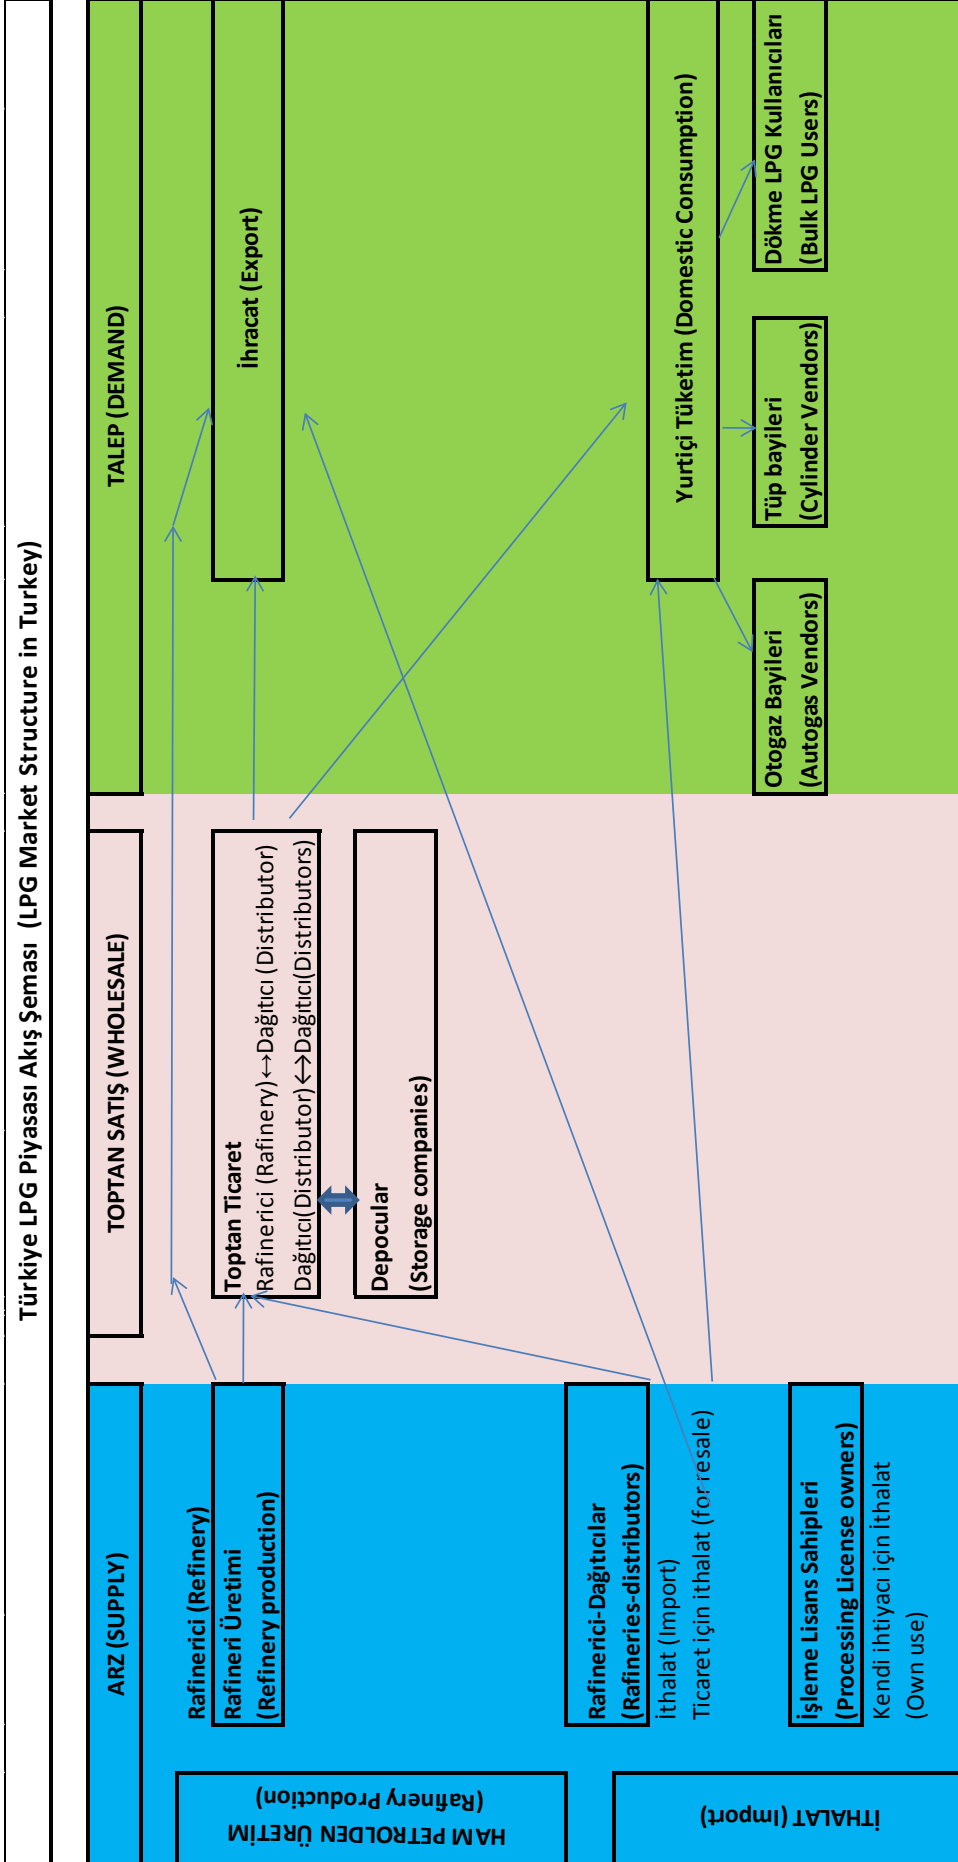 Türkiye LPG Piyasası Akış Şeması (LPG Market Structure in Turkey)
ARZ (SUPPLY)
TOPTAN SATIŞ (WHOLESALE)
TALEP (DEMAND)
HAM PETROLDEN ÜRETİM
(Rafinery Production)
Rafinerici (Refinery)
Rafineri Üretimi
(Refinery production)
Toptan Ticaret
Rafinerici (Rafinery)↔Dağıtıcı (Distributor)
Dağıtıcı(Distributor)↔Dağıtıcı(Distributors)
Depocular
(Storage companies)
İhracat (Export)
İTHALAT (Import)
Rafinerici-Dağıtıcılar
(Rafineries-distributors)
İthalat (Import)
Ticaret için ithalat (for resale)
İşleme Lisans Sahipleri
(Processing License owners)
Kendi ihtiyacı için İthalat
(Own use)
Yurtiçi Tüketim (Domestic Consumption)
Otogaz Bayileri
(Autogas Vendors)
Tüp bayileri
(Cylinder Vendors)
Dökme LPG Kullanıcıları
(Bulk LPG Users)